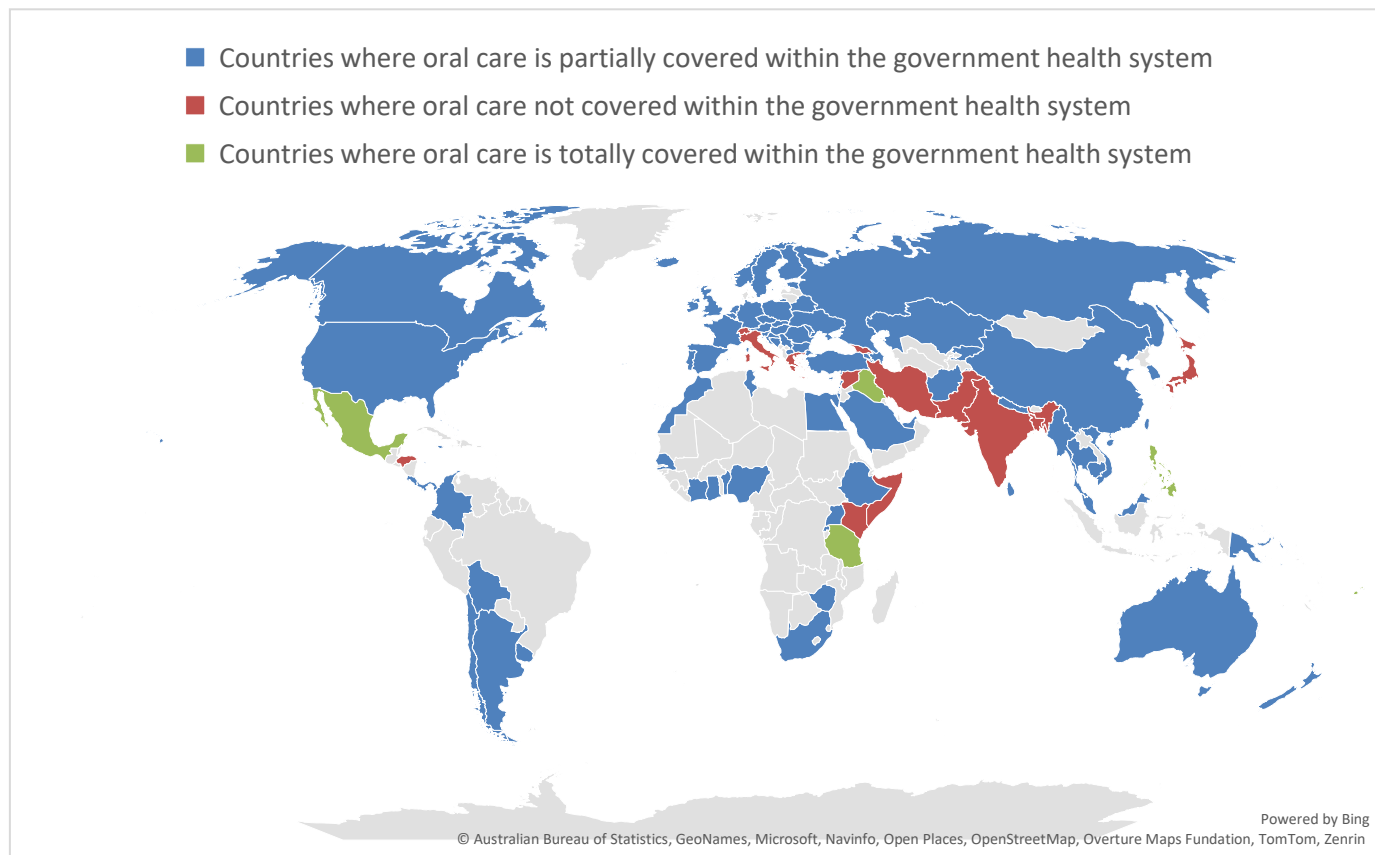 Countries where oral care is partially covered within the government health system
Countries where oral care not covered within the government health system
Countries where oral care is totally covered within the government health system
Powered by Bing
© Australian Bureau of Statistics, GeoNames, Microsoft, Navinfo, Open Places, OpenStreetMap, Overture Maps Fundation, TomTom, Zenrin